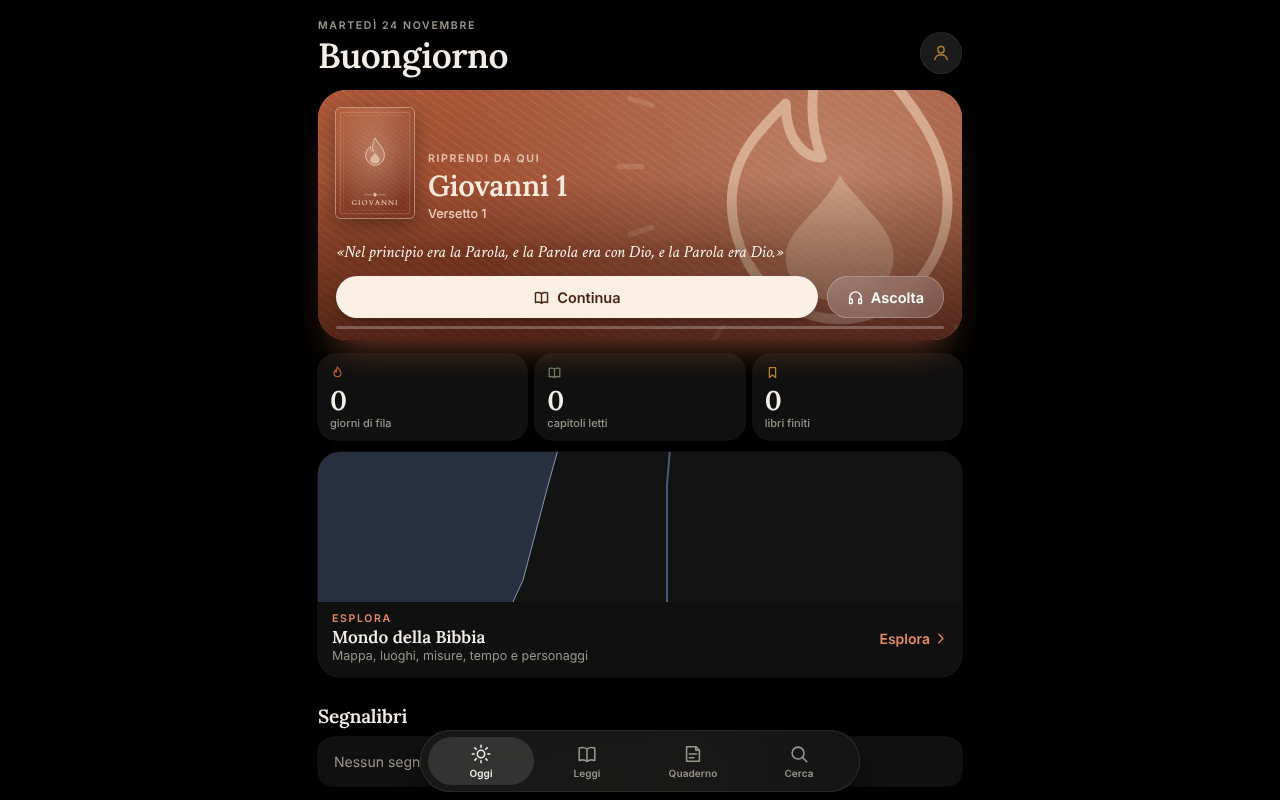 MARTEDÌ 24 NOVEMBRE
Buongiorno
GIOVANNI
RIPRENDI DA QUI
Giovanni 1
Versetto 1
«Nel principio era la Parola, e la Parola era con Dio, e la Parola era Dio.»
Continua
Ascolta
0
giorni di fila
0
capitoli letti
0
libri finiti
ESPLORA
Mondo della Bibbia
Mappa, luoghi, misure, tempo e personaggi
Esplora
Segnalibri
Nessun segn
Oggi
Leggi
Quaderno
Cerca